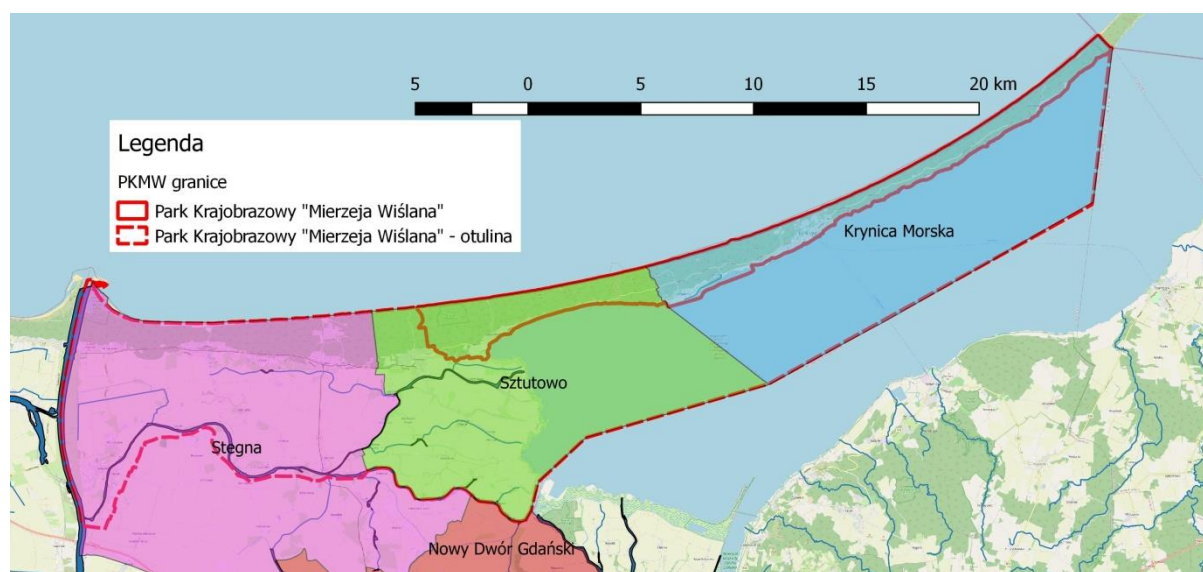 5 0 5 10 15 20 km
Legenda
PKMW granice
Park Krajobrazowy "Mierzeja Wiślana"
Park Krajobrazowy "Mierzeja Wiślana" - otulina
Krynica Morska
Sztutowo
Stegna
Nowy Dwór Gdański